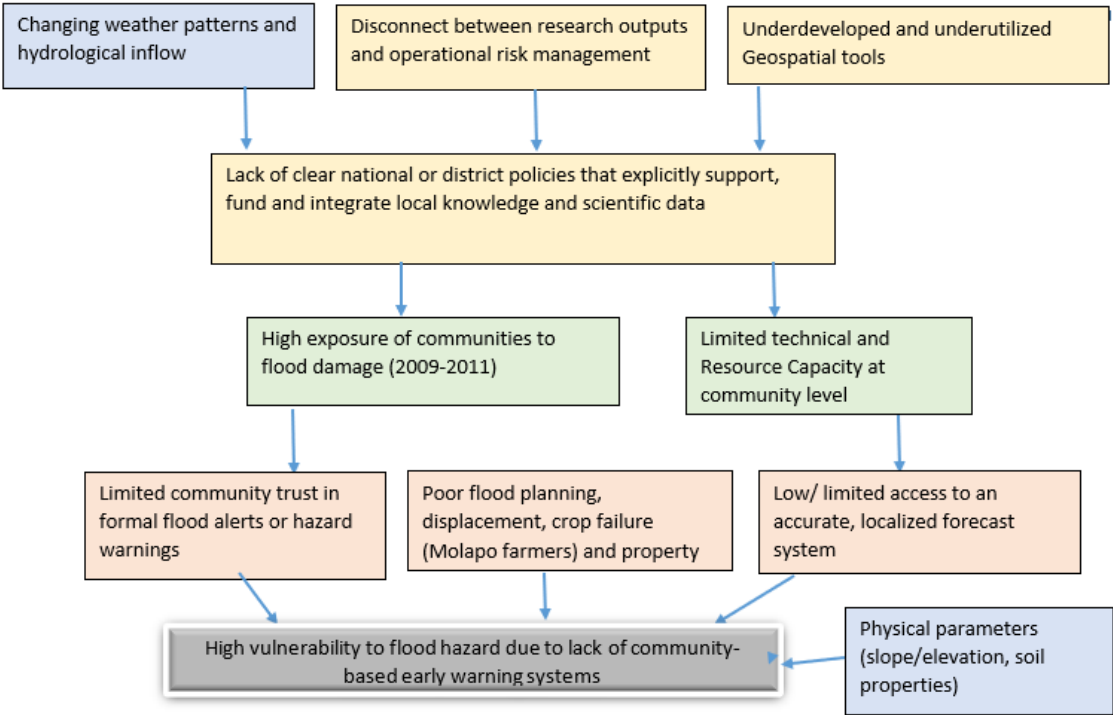 Changing weather patterns and
hydrological inflow
Disconnect between research outputs
and operational risk management
Underdeveloped and underutilized
Geospatial tools
Lack of clear national or district policies that explicitly support,
fund and integrate local knowledge and scientific data
High exposure of communities to
flood damage (2009-2011)
Limited technical and
Resource Capacity at
community level
Limited community trust in
formal flood alerts or hazard
warnings
Poor flood planning,
displacement, crop failure
(Molapo farmers) and property
Low/ limited access to an
accurate, localized forecast
system
High vulnerability to flood hazard due to lack of community-
based early warning systems
Physical parameters
(slope/elevation, soil
properties)